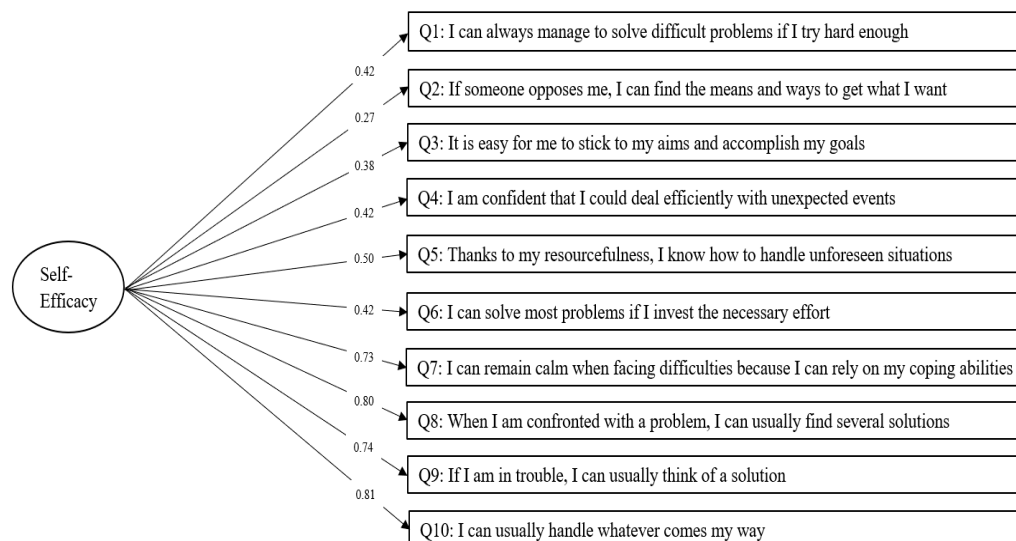 Q1: I can always manage to solve difficult problems if I try hard enough
0.42
Q2: If someone opposes me, I can find the means and ways to get what I want
0.27
Q3: It is easy for me to stick to my aims and accomplish my goals
0.38
Q4: I am confident that I could deal efficiently with unexpected events
0.42
Self-
Efficacy
Q5: Thanks to my resourcefulness, I know how to handle unforeseen situations
0.50
Q6: I can solve most problems if I invest the necessary effort
0.42
Q7: I can remain calm when facing difficulties because I can rely on my coping abilities
0.73
Q8: When I am confronted with a problem, I can usually find several solutions
0.80
Q9: If I am in trouble, I can usually think of a solution
0.74
Q10: I can usually handle whatever comes my way
0.81